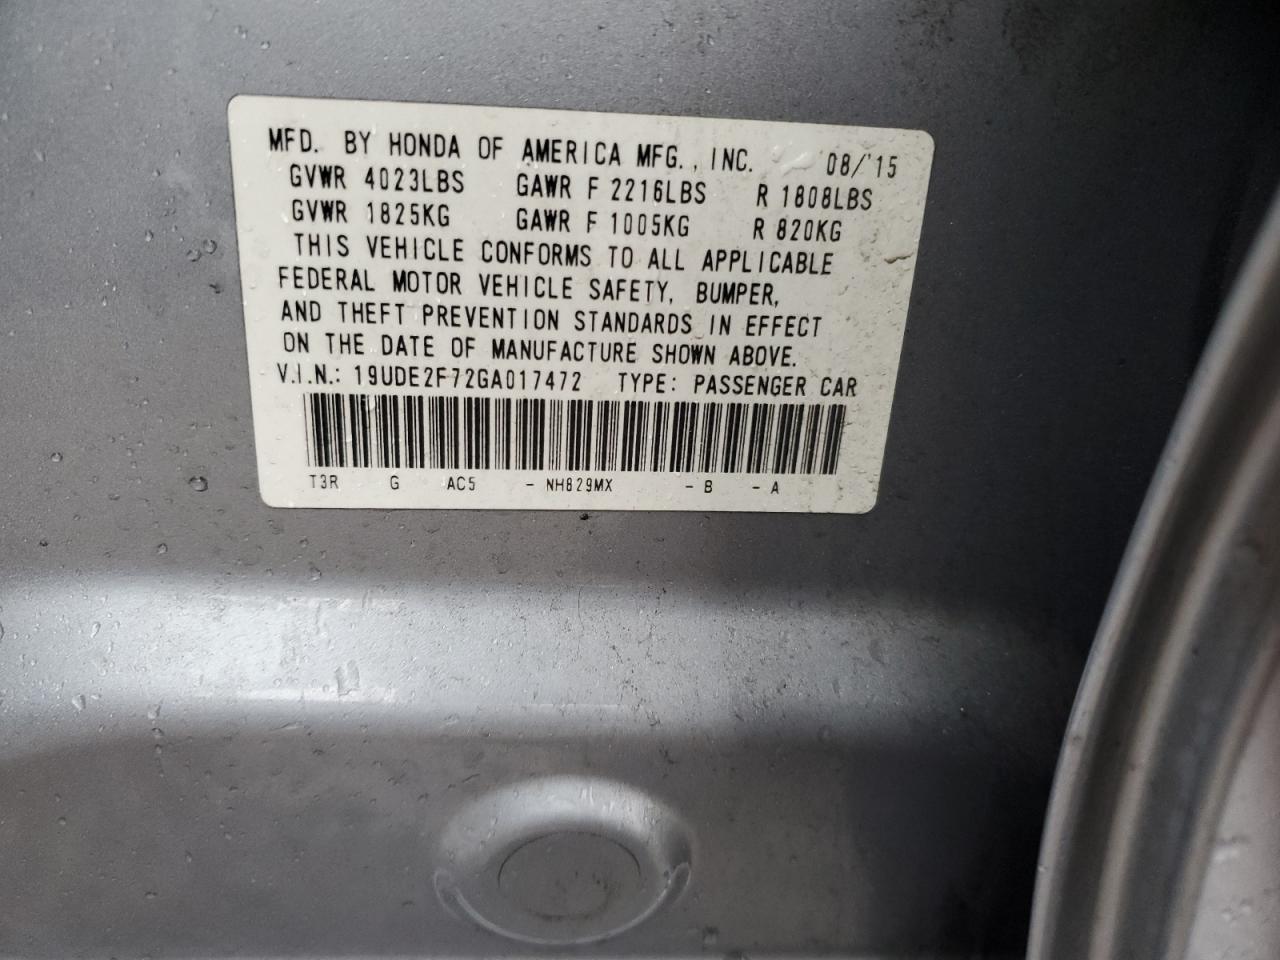 MFD. BY HONDA OF AMERICA MFG., INC. 08/'15
GVWR 4023LBS GAWR F 2216LBS R 1808LBS
GVWR 1825KG GAWR F 1005KG R 820KG
THIS VEHICLE CONFORMS TO ALL APPLICABLE
FEDERAL MOTOR VEHICLE SAFETY, BUMPER,
AND THEFT PREVENTION STANDARDS IN EFFECT
ON THE DATE OF MANUFACTURE SHOWN ABOVE.
V.I.N.: 19UDE2F72GA017472 TYPE: PASSENGER CAR
T3R G AC5 - NH829MX - B - A